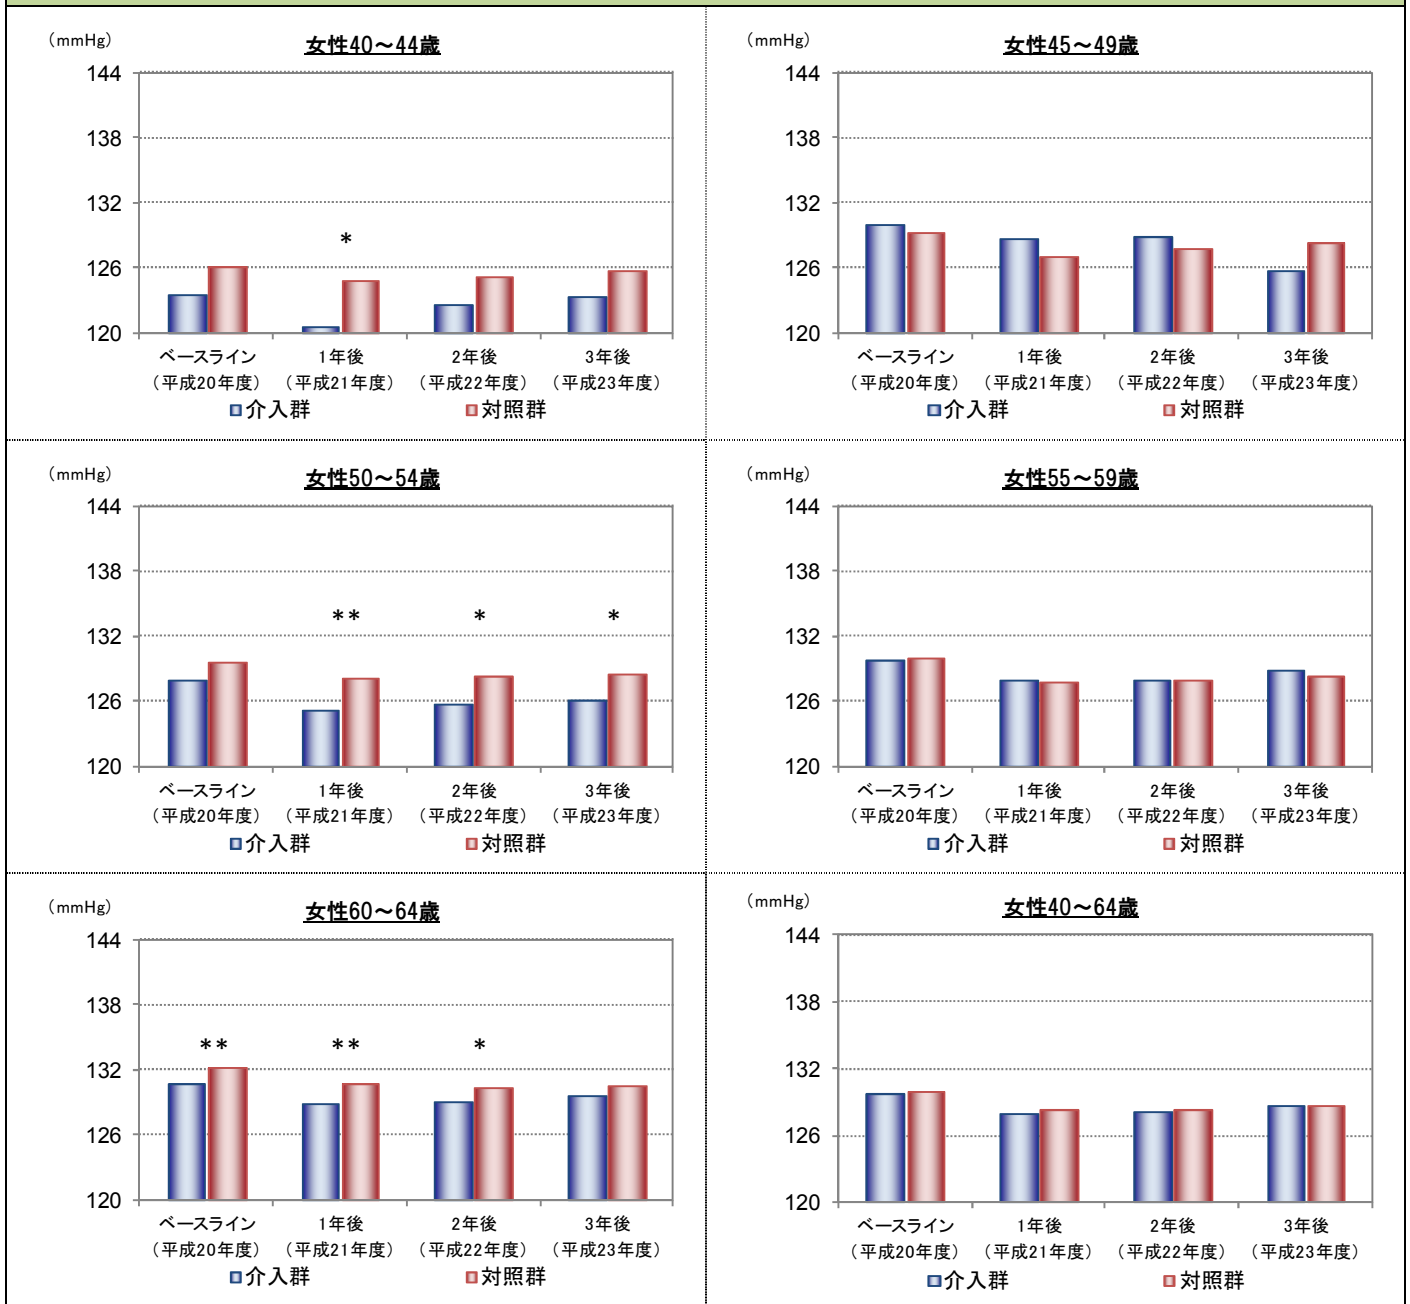 (mmHg)
女性40～44歳
144
138
132
*
126
120
ベースライン 1年後 2年後 3年後
(平成20年度) (平成21年度) (平成22年度) (平成23年度)
介入群 対照群
(mmHg)
女性45～49歳
144
138
132
126
120
ベースライン 1年後 2年後 3年後
(平成20年度) (平成21年度) (平成22年度) (平成23年度)
介入群 対照群
(mmHg)
女性50～54歳
144
138
** * *
132
126
120
ベースライン 1年後 2年後 3年後
(平成20年度) (平成21年度) (平成22年度) (平成23年度)
介入群 対照群
(mmHg)
女性55～59歳
144
138
132
126
120
ベースライン 1年後 2年後 3年後
(平成20年度) (平成21年度) (平成22年度) (平成23年度)
介入群 対照群
(mmHg)
女性60～64歳
144
138
** ** *
132
126
120
ベースライン 1年後 2年後 3年後
(平成20年度) (平成21年度) (平成22年度) (平成23年度)
介入群 対照群
(mmHg)
女性40～64歳
144
138
132
126
120
ベースライン 1年後 2年後 3年後
(平成20年度) (平成21年度) (平成22年度) (平成23年度)
介入群 対照群